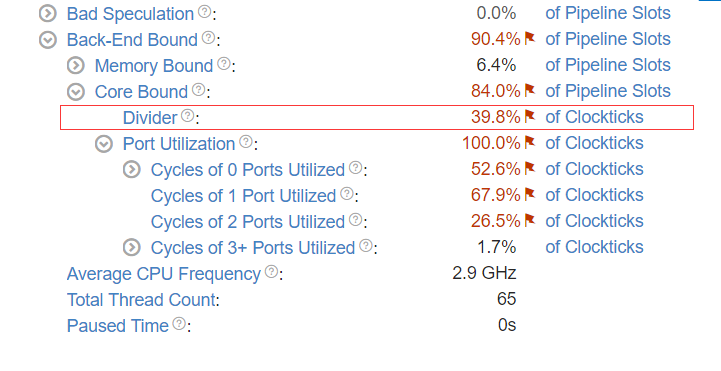 Bad Speculation ?: 0.0% of Pipeline Slots
Back-End Bound ?: 90.4% of Pipeline Slots
Memory Bound ?: 6.4% of Pipeline Slots
Core Bound ?: 84.0% of Pipeline Slots
Divider ?: 39.8% of Clockticks
Port Utilization ?: 100.0% of Clockticks
Cycles of 0 Ports Utilized ?: 52.6% of Clockticks
Cycles of 1 Port Utilized ?: 67.9% of Clockticks
Cycles of 2 Ports Utilized ?: 26.5% of Clockticks
Cycles of 3+ Ports Utilized ?: 1.7% of Clockticks
Average CPU Frequency ?: 2.9 GHz
Total Thread Count: 65
Paused Time ?: 0s